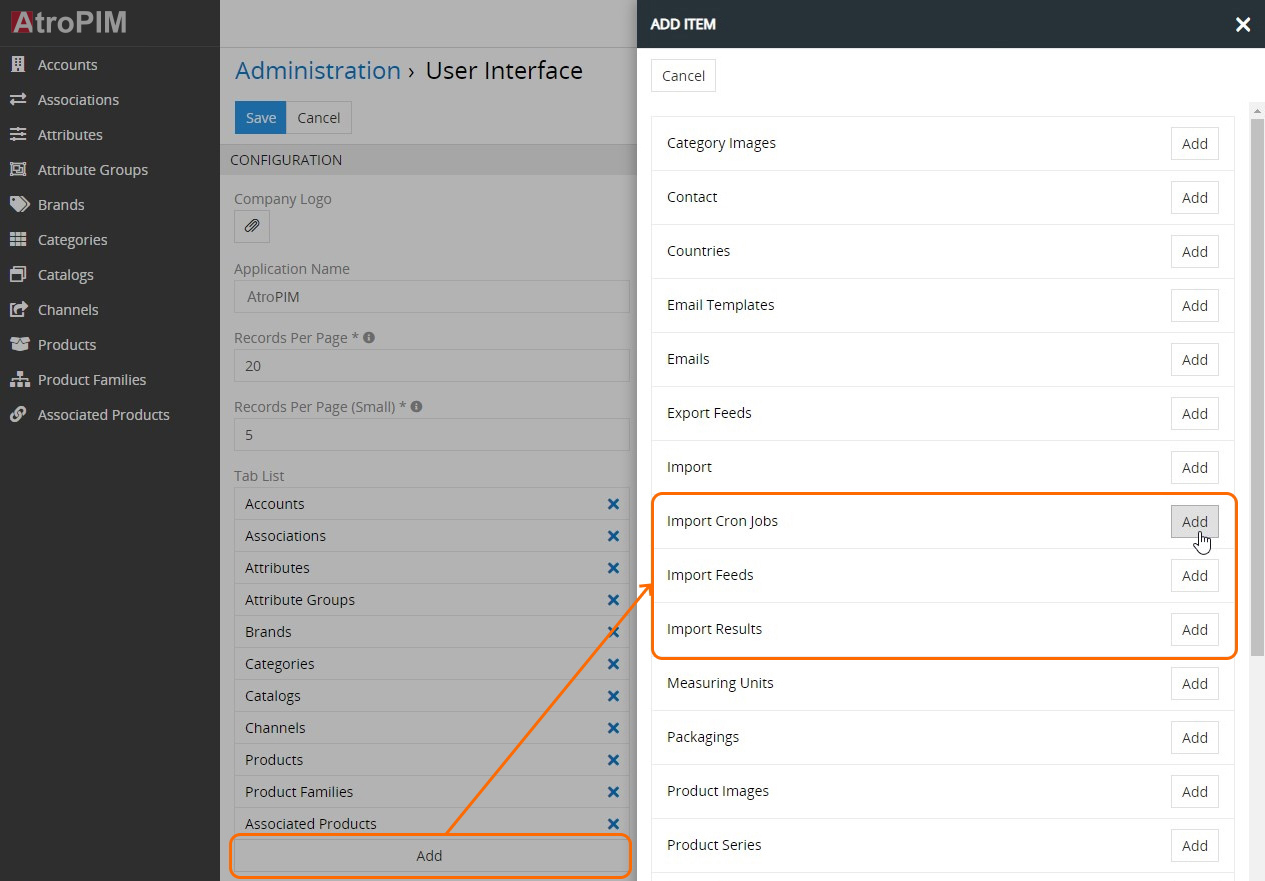 AtroPIM
Accounts
Associations
Attributes
Attribute Groups
Brands
Categories
Catalogs
Channels
Products
Product Families
Associated Products
Administration › User Interface
Save Cancel
CONFIGURATION
Company Logo
Application Name
AtroPIM
Records Per Page *
20
Records Per Page (Small) *
5
Tab List
Accounts
Associations
Attributes
Attribute Groups
Brands
Categories
Catalogs
Channels
Products
Product Families
Associated Products
Add
ADD ITEM
Cancel
Category Images Add
Contact Add
Countries Add
Email Templates Add
Emails Add
Export Feeds Add
Import Add
Import Cron Jobs Add
Import Feeds Add
Import Results Add
Measuring Units Add
Packagings Add
Product Images Add
Product Series Add